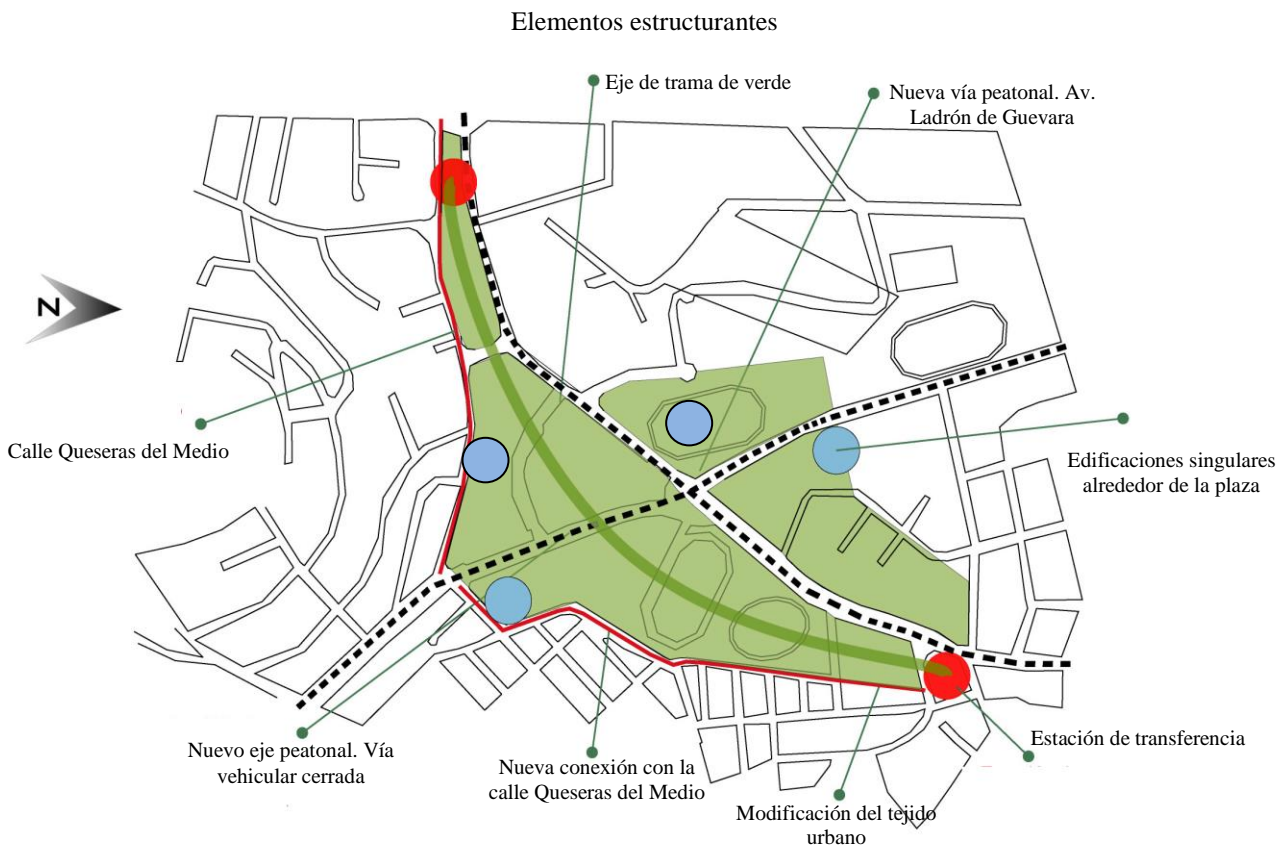 Elementos estructurantes
Eje de trama de verde
Nueva vía peatonal. Av.
Ladrón de Guevara
N
Calle Queseras del Medio
Edificaciones singulares
alrededor de la plaza
Nuevo eje peatonal. Vía
vehicular cerrada
Nueva conexión con la
calle Queseras del Medio
Estación de transferencia
Modificación del tejido
urbano